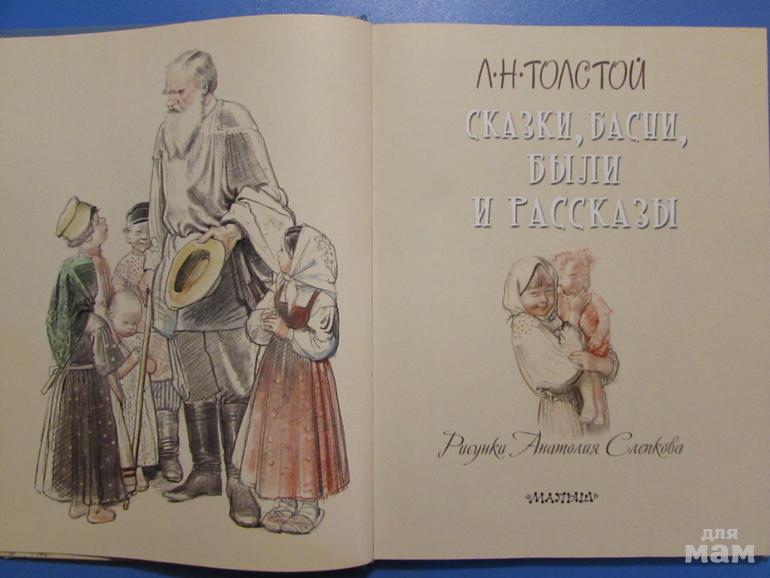 Л·Н·ТОЛСТОЙ
СКАЗКИ, БАСНИ,
БЫЛИ
И РАССКАЗЫ
Рисунки Анатолия Слепкова
МАЛЫШ
для
мам